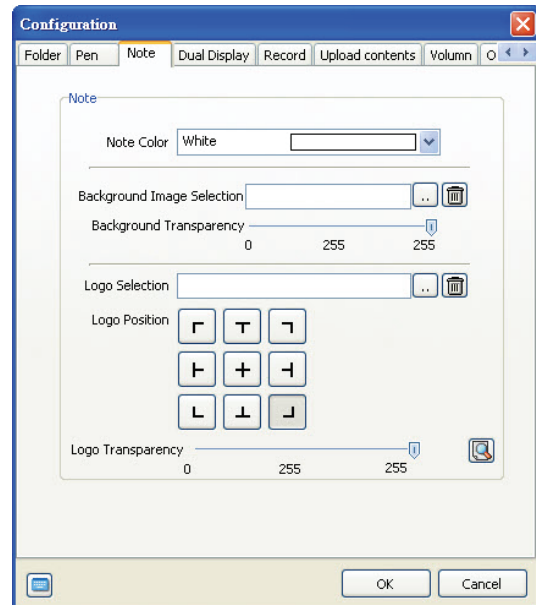 Configuration
Folder Pen Note Dual Display Record Upload contents Volumn O
Note
Note Color White
Background Image Selection ..
Background Transparency
0 255 255
Logo Selection ..
Logo Position
Logo Transparency
0 255 255
OK Cancel